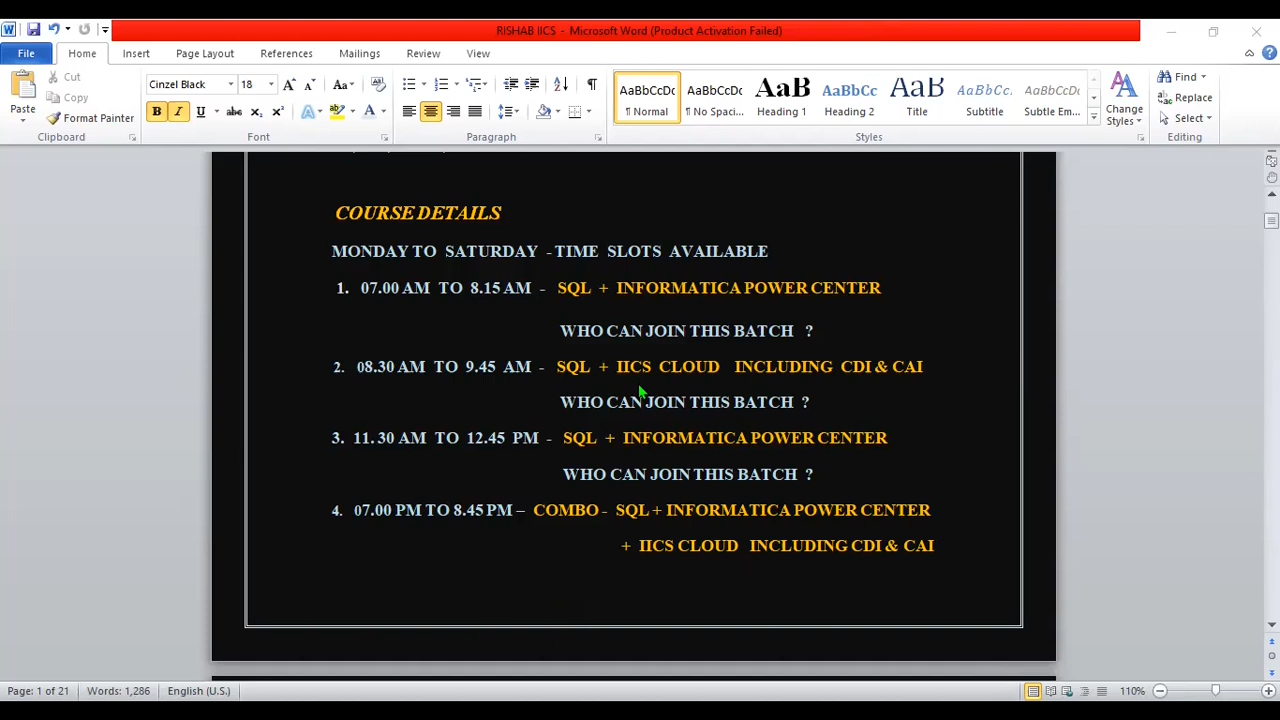 RISHAB IICS - Microsoft Word (Product Activation Failed)
File Home Insert Page Layout References Mailings Review View
Paste
Cut
Copy
Format Painter
Clipboard
Cinzel Black 18
Font
Paragraph
AaBbCcDc AaBbCcDc AaB AaBbCc AaB AaBbCcI AaBbCcDc
¶ Normal ¶ No Spaci... Heading 1 Heading 2 Title Subtitle Subtle Em...
Change Styles
Styles
Find
Replace
Select
Editing
COURSE DETAILS
MONDAY TO SATURDAY - TIME SLOTS AVAILABLE
1. 07.00 AM TO 8.15 AM - SQL + INFORMATICA POWER CENTER
WHO CAN JOIN THIS BATCH ?
2. 08.30 AM TO 9.45 AM - SQL + IICS CLOUD INCLUDING CDI & CAI
WHO CAN JOIN THIS BATCH ?
3. 11.30 AM TO 12.45 PM - SQL + INFORMATICA POWER CENTER
WHO CAN JOIN THIS BATCH ?
4. 07.00 PM TO 8.45 PM – COMBO - SQL + INFORMATICA POWER CENTER
+ IICS CLOUD INCLUDING CDI & CAI
Page: 1 of 21 Words: 1,286 English (U.S.) 110%